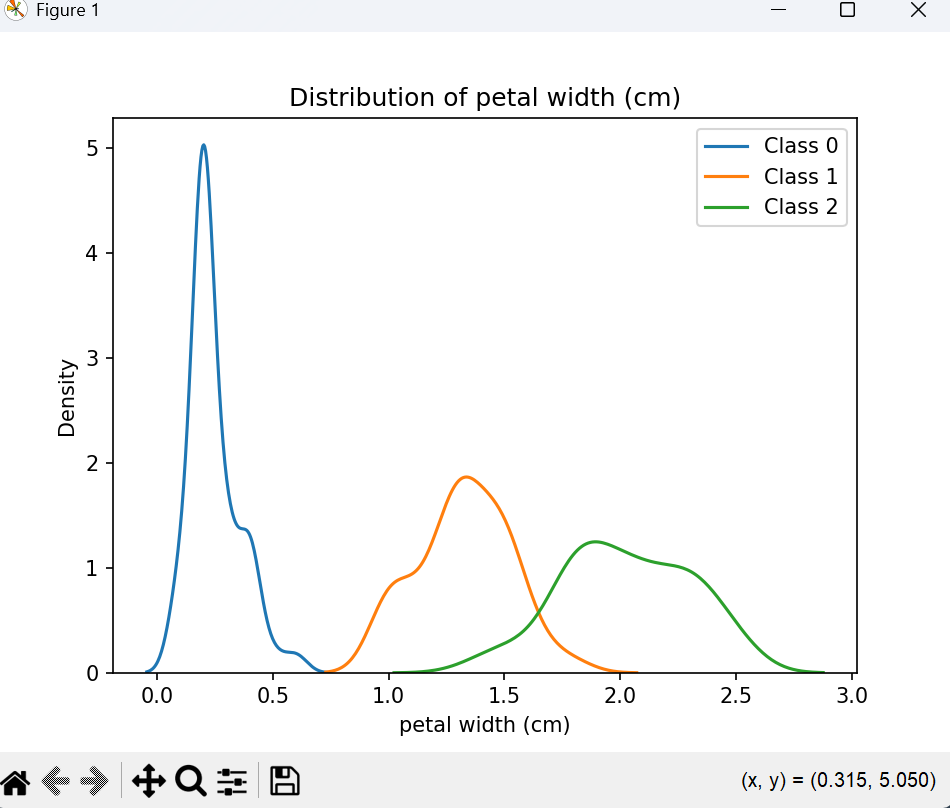 Figure 1
Distribution of petal width (cm)
Class 0
Class 1
Class 2
Density
5
4
3
2
1
0
0.0 0.5 1.0 1.5 2.0 2.5 3.0
petal width (cm)
(x, y) = (0.315, 5.050)